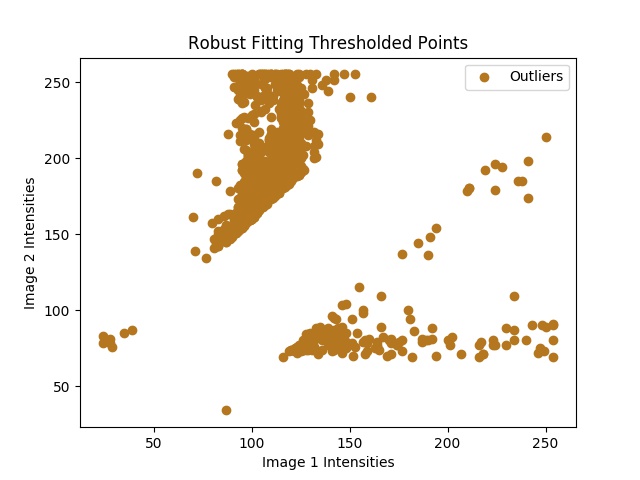 Robust Fitting Thresholded Points
Outliers
250
200
150
100
50
Image 2 Intensities
50
100
150
200
250
Image 1 Intensities